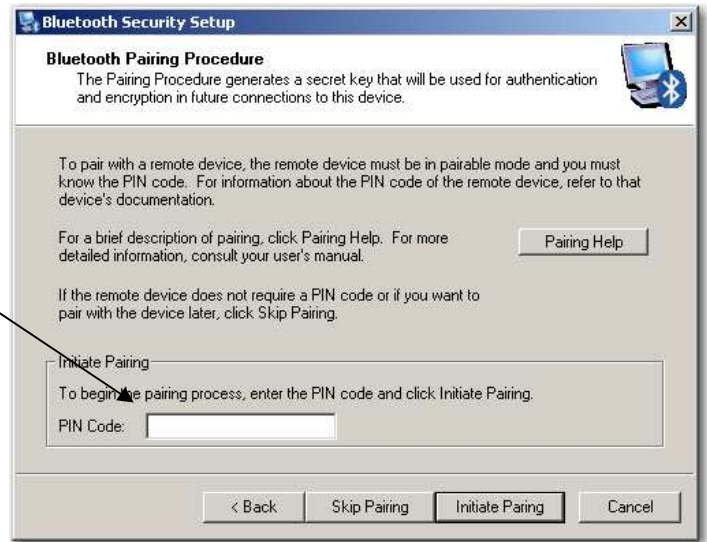 Bluetooth Security Setup
Bluetooth Pairing Procedure
The Pairing Procedure generates a secret key that will be used for authentication
and encryption in future connections to this device.
To pair with a remote device, the remote device must be in pairable mode and you must
know the PIN code. For information about the PIN code of the remote device, refer to that
device's documentation.
For a brief description of pairing, click Pairing Help. For more
detailed information, consult your user's manual.
Pairing Help
If the remote device does not require a PIN code or if you want to
pair with the device later, click Skip Pairing.
Initiate Pairing
To begin the pairing process, enter the PIN code and click Initiate Pairing.
PIN Code:
< Back
Skip Pairing
Initiate Paring
Cancel